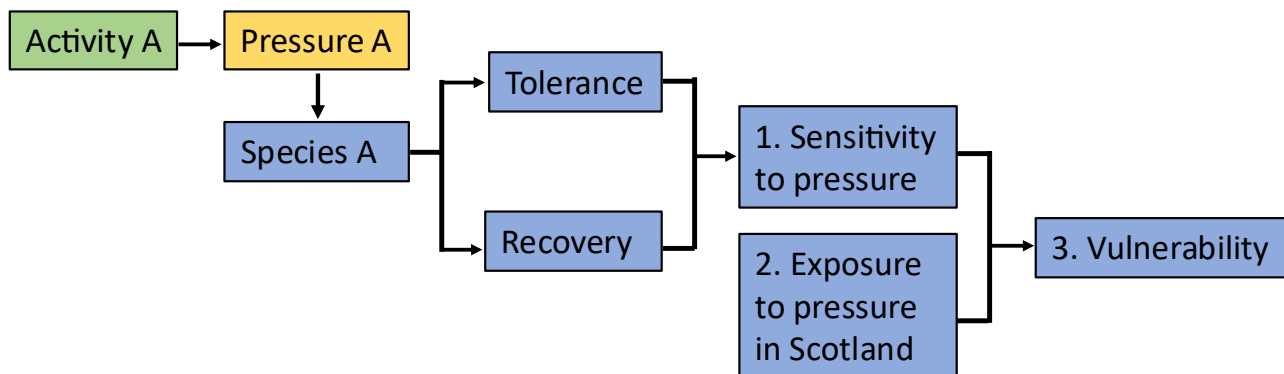 Activity A
Pressure A
Species A
Tolerance
Recovery
1. Sensitivity
to pressure
2. Exposure
to pressure
in Scotland
3. Vulnerability